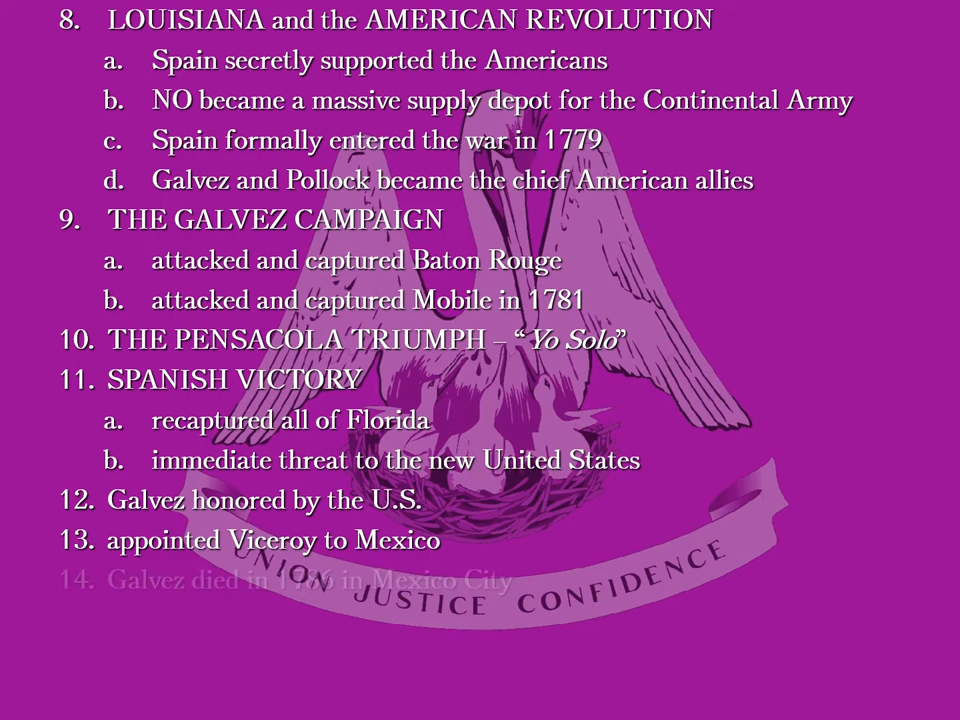 8. LOUISIANA and the AMERICAN REVOLUTION
a. Spain secretly supported the Americans
b. NO became a massive supply depot for the Continental Army
c. Spain formally entered the war in 1779
d. Galvez and Pollock became the chief American allies
9. THE GALVEZ CAMPAIGN
a. attacked and captured Baton Rouge
b. attacked and captured Mobile in 1781
10. THE PENSACOLA TRIUMPH – “Yo Solo”
11. SPANISH VICTORY
a. recaptured all of Florida
b. immediate threat to the new United States
12. Galvez honored by the U.S.
13. appointed Viceroy to Mexico
14. Galvez died in 1786 in Mexico City
UNION JUSTICE CONFIDENCE